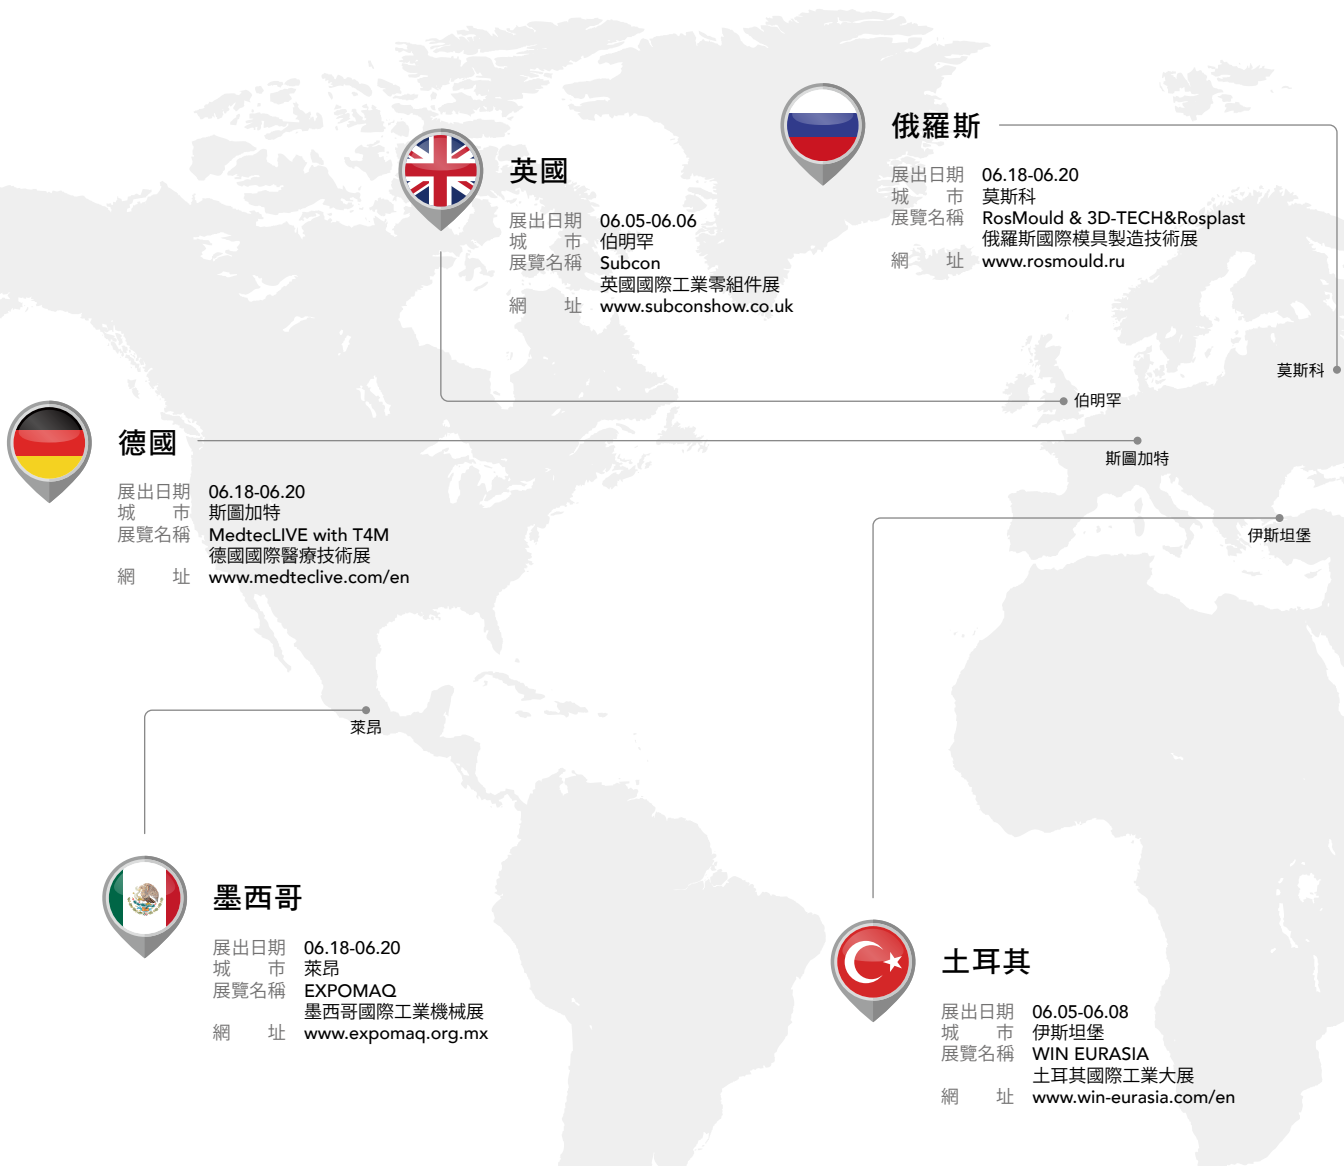 俄羅斯
展出日期 06.18-06.20
城市 莫斯科
展覽名稱 RosMould & 3D-TECH&Rosplast
俄羅斯國際模具製造技術展
網址 www.rosmould.ru
英國
展出日期 06.05-06.06
城市 伯明罕
展覽名稱 Subcon
英國國際工業零組件展
網址 www.subconshow.co.uk
莫斯科
伯明罕
德國
斯圖加特
展出日期 06.18-06.20
城市 斯圖加特
展覽名稱 MedtecLIVE with T4M
德國國際醫療技術展
網址 www.medteclive.com/en
伊斯坦堡
萊昂
墨西哥
展出日期 06.18-06.20
城市 萊昂
展覽名稱 EXPOMAQ
墨西哥國際工業機械展
網址 www.expomaq.org.mx
土耳其
展出日期 06.05-06.08
城市 伊斯坦堡
展覽名稱 WIN EURASIA
土耳其國際工業大展
網址 www.win-eurasia.com/en